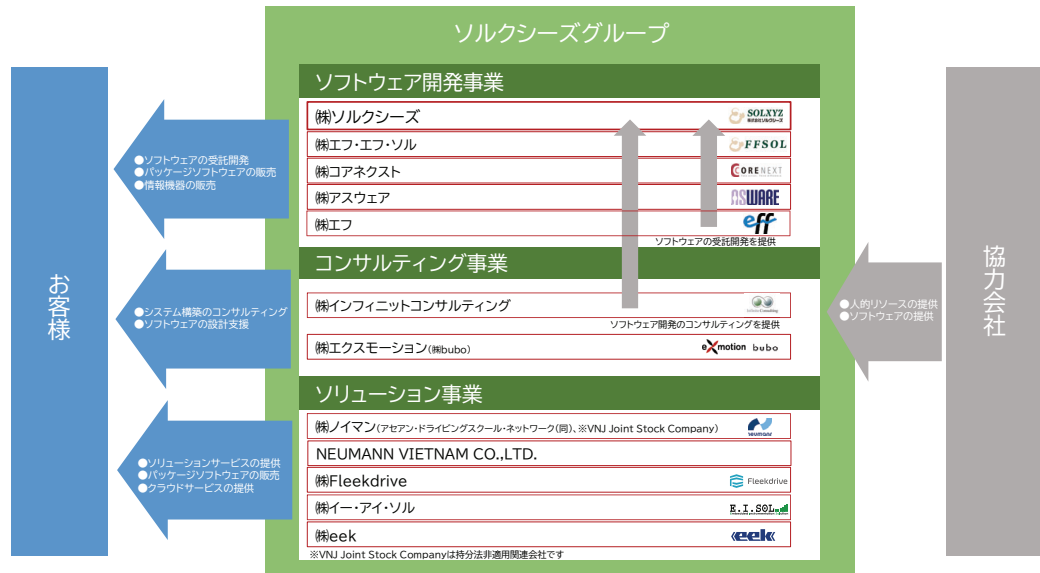 ソルクシーズグループ
お客様
●ソフトウェアの受託開発
●パッケージソフトウェアの販売
●情報機器の販売
●システム構築のコンサルティング
●ソフトウェアの設計支援
●ソリューションサービスの提供
●パッケージソフトウェアの販売
●クラウドサービスの提供
ソフトウェア開発事業
㈱ソルクシーズ
SOLXYZ
株式会社ソルクシーズ
㈱エフ・エフ・ソル
FFSOL
㈱コアネクスト
CORENEXT
㈱アスウェア
ASWARE
㈱エフ
eff
ソフトウェアの受託開発を提供
コンサルティング事業
㈱インフィニットコンサルティング
Infinite Consulting
ソフトウェア開発のコンサルティングを提供
㈱エクスモーション(㈱bubo)
eXmotion bubo
ソリューション事業
㈱ノイマン(アセアン・ドライビングスクール・ネットワーク(同)、※VNJ Joint Stock Company)
neumann
NEUMANN VIETNAM CO.,LTD.
㈱Fleekdrive
Fleekdrive
㈱イー・アイ・ソル
E.I.SOL
㈱eek
eek
※VNJ Joint Stock Companyは持分法非適用関連会社です
●人的リソースの提供
●ソフトウェアの提供
協力会社